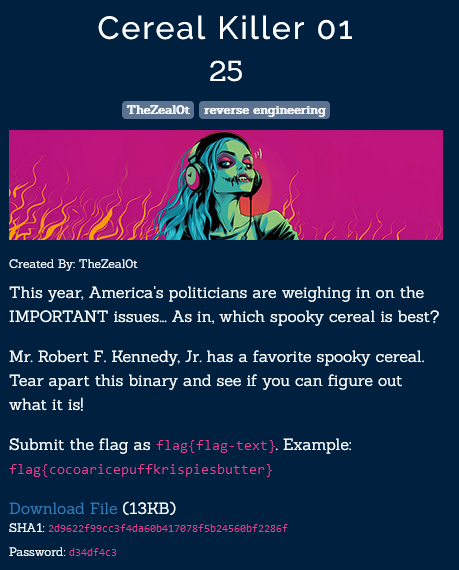 Cereal Killer 01
25
TheZeal0t reverse engineering
Created By: TheZeal0t
This year, America's politicians are weighing in on the
IMPORTANT issues... As in, which spooky cereal is best?
Mr. Robert F. Kennedy, Jr. has a favorite spooky cereal.
Tear apart this binary and see if you can figure out
what it is!
Submit the flag as flag{flag-text}. Example:
flag{cocoaricepuffkrispiesbutter}
Download File (13KB)
SHA1: 2d9622f99cc3f4da60b417078f5b24560bf2286f
Password: d34df4c3